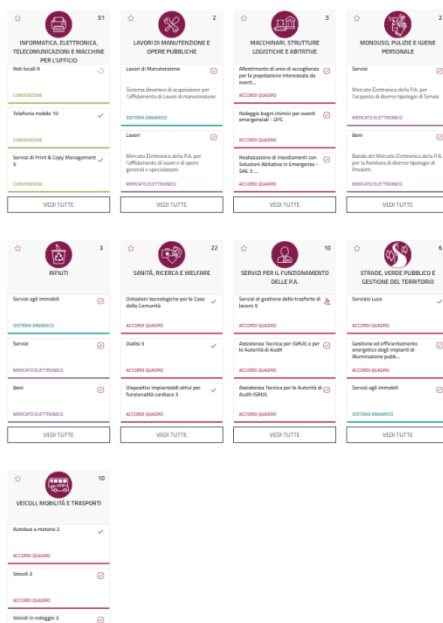 51
INFORMATICA, ELETTRONICA,
TELECOMUNICAZIONI E MACCHINE
PER L'UFFICIO
Reti locali 9
CONVENZIONI
Telefonia mobile 10
CONVENZIONI
Servizi di Print & Copy Management
5
CONVENZIONI
VEDI TUTTE
2
LAVORI DI MANUTENZIONE E
OPERE PUBBLICHE
Lavori di Manutenzione
Sistema dinamico di acquisizione per
l'affidamento di Lavori di manutenzione
SISTEMA DINAMICO
Lavori
Mercato Elettronico della P.A. per
l'affidamento di lavori e di opere
generali e specializzate
MERCATO ELETTRONICO
VEDI TUTTE
5
MACCHINARI, STRUTTURE
LOGISTICHE E ABITATIVE
Allestimento di aree di accoglienza
per la popolazione interessata da
eventi...
ACCORDI QUADRO
Noleggio bagni chimici per eventi
emergenziali - DPC
ACCORDI QUADRO
Realizzazione di insediamenti con
Soluzioni Abitative in Emergenza -
SAE 3 ...
ACCORDI QUADRO
VEDI TUTTE
2
MONOUSO, PULIZIE E IGIENE
PERSONALE
Servizi
Mercato Elettronico della P.A. per
l'acquisto di diverse tipologie di Servizi
MERCATO ELETTRONICO
Beni
Bando del Mercato Elettronico della P.A.
per la fornitura di diverse tipologie di
Prodotti
MERCATO ELETTRONICO
VEDI TUTTE
3
RIFIUTI
Servizi agli immobili
SISTEMA DINAMICO
Servizi
MERCATO ELETTRONICO
Beni
MERCATO ELETTRONICO
VEDI TUTTE
22
SANITÀ, RICERCA E WELFARE
Dotazioni tecnologiche per le Case
della Comunità
ACCORDI QUADRO
Dialisi 5
ACCORDI QUADRO
Dispositivi impiantabili attivi per
funzionalità cardiaca 3
ACCORDI QUADRO
VEDI TUTTE
10
SERVIZI PER IL FUNZIONAMENTO
DELLE P.A.
Servizi di gestione delle trasferte di
lavoro 5
ACCORDI QUADRO
Assistenza Tecnica per IGRUE e per
le Autorità di Audit
ACCORDI QUADRO
Assistenza Tecnica per le Autorità di
Audit IGRUE
ACCORDI QUADRO
VEDI TUTTE
6
STRADE, VERDE PUBBLICO E
GESTIONE DEL TERRITORIO
Servizio Luce
ACCORDI QUADRO
Gestione ed efficientamento
energetico degli impianti di
illuminazione pubb...
ACCORDI QUADRO
Servizi agli immobili
SISTEMA DINAMICO
VEDI TUTTE
10
VEICOLI, MOBILITÀ E TRASPORTI
Autobus a metano 2
ACCORDI QUADRO
Veicoli 3
ACCORDI QUADRO
Veicoli in noleggio 3